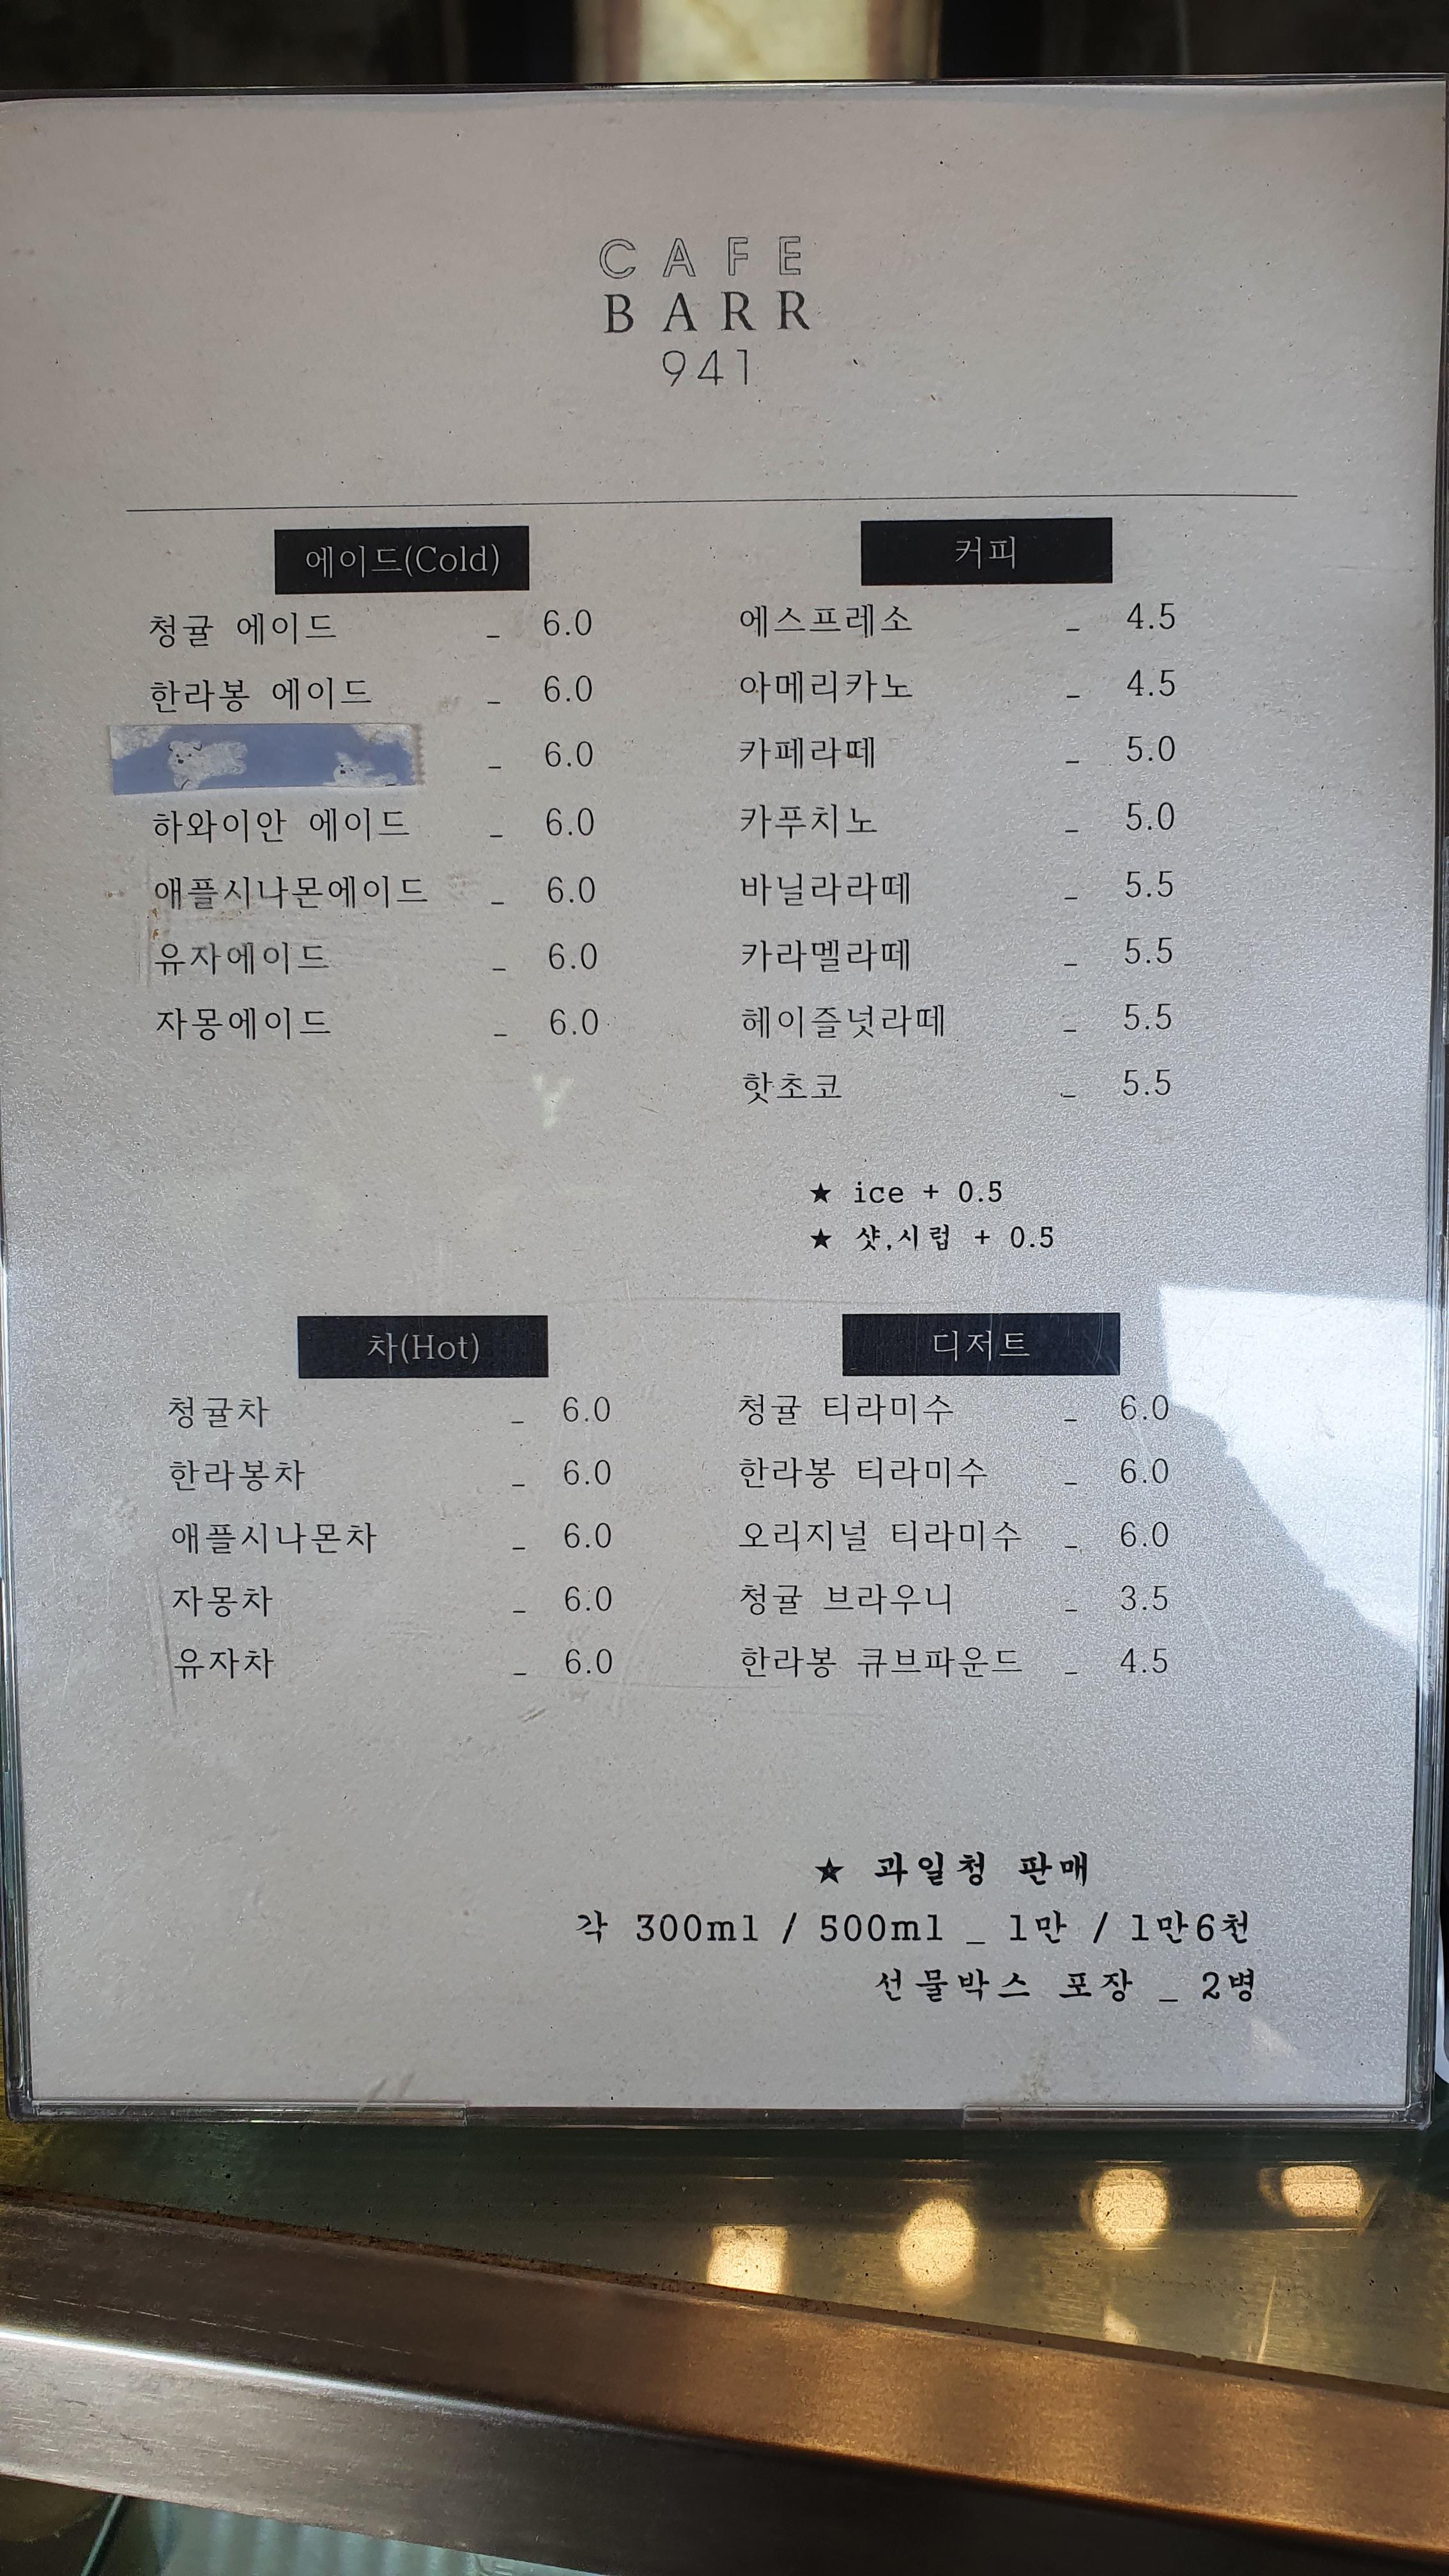 CAFE
BARR
941
에이드(Cold)
청귤 에이드 _ 6.0
한라봉 에이드 _ 6.0
_ 6.0
하와이안 에이드 _ 6.0
애플시나몬에이드 _ 6.0
유자에이드 _ 6.0
자몽에이드 _ 6.0
커피
에스프레소 _ 4.5
아메리카노 _ 4.5
카페라떼 _ 5.0
카푸치노 _ 5.0
바닐라라떼 _ 5.5
카라멜라떼 _ 5.5
헤이즐넛라떼 _ 5.5
핫초코 _ 5.5
★ ice + 0.5
★ 샷,시럽 + 0.5
차(Hot)
청귤차 _ 6.0
한라봉차 _ 6.0
애플시나몬차 _ 6.0
자몽차 _ 6.0
유자차 _ 6.0
디저트
청귤 티라미수 _ 6.0
한라봉 티라미수 _ 6.0
오리지널 티라미수 _ 6.0
청귤 브라우니 _ 3.5
한라봉 큐브파운드 _ 4.5
★ 과일청 판매
각 300ml / 500ml _ 1만 / 1만6천
선물박스 포장 _ 2병